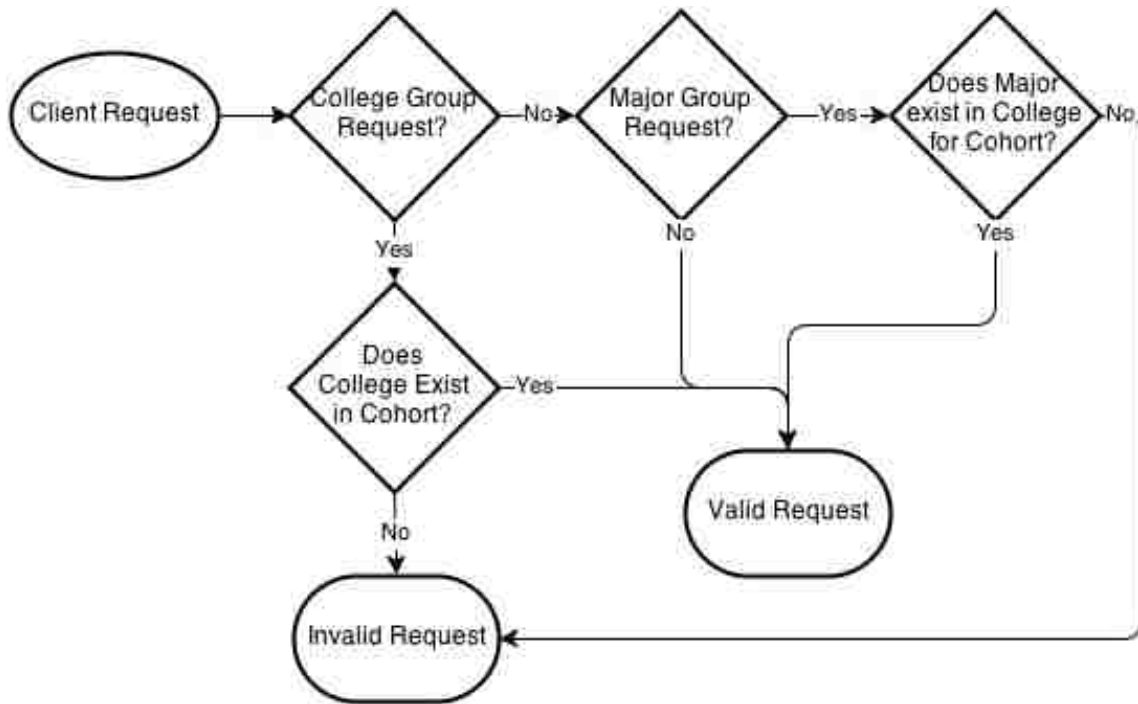 Client Request
College Group
Request?
No
Major Group
Request?
Yes
Does Major
exist in College
for Cohort?
No
Yes
No
Yes
Does
College Exist
in Cohort?
Yes
Valid Request
No
Invalid Request